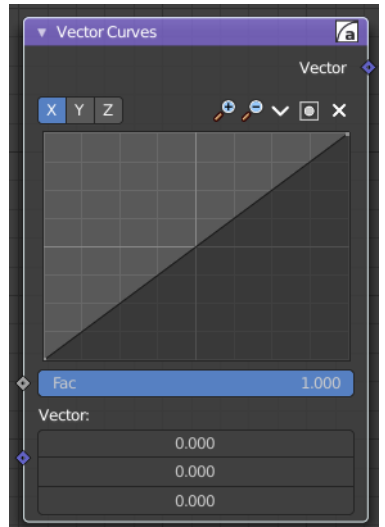 Vector Curves
a
Vector
X Y Z
Fac 1.000
Vector:
0.000
0.000
0.000